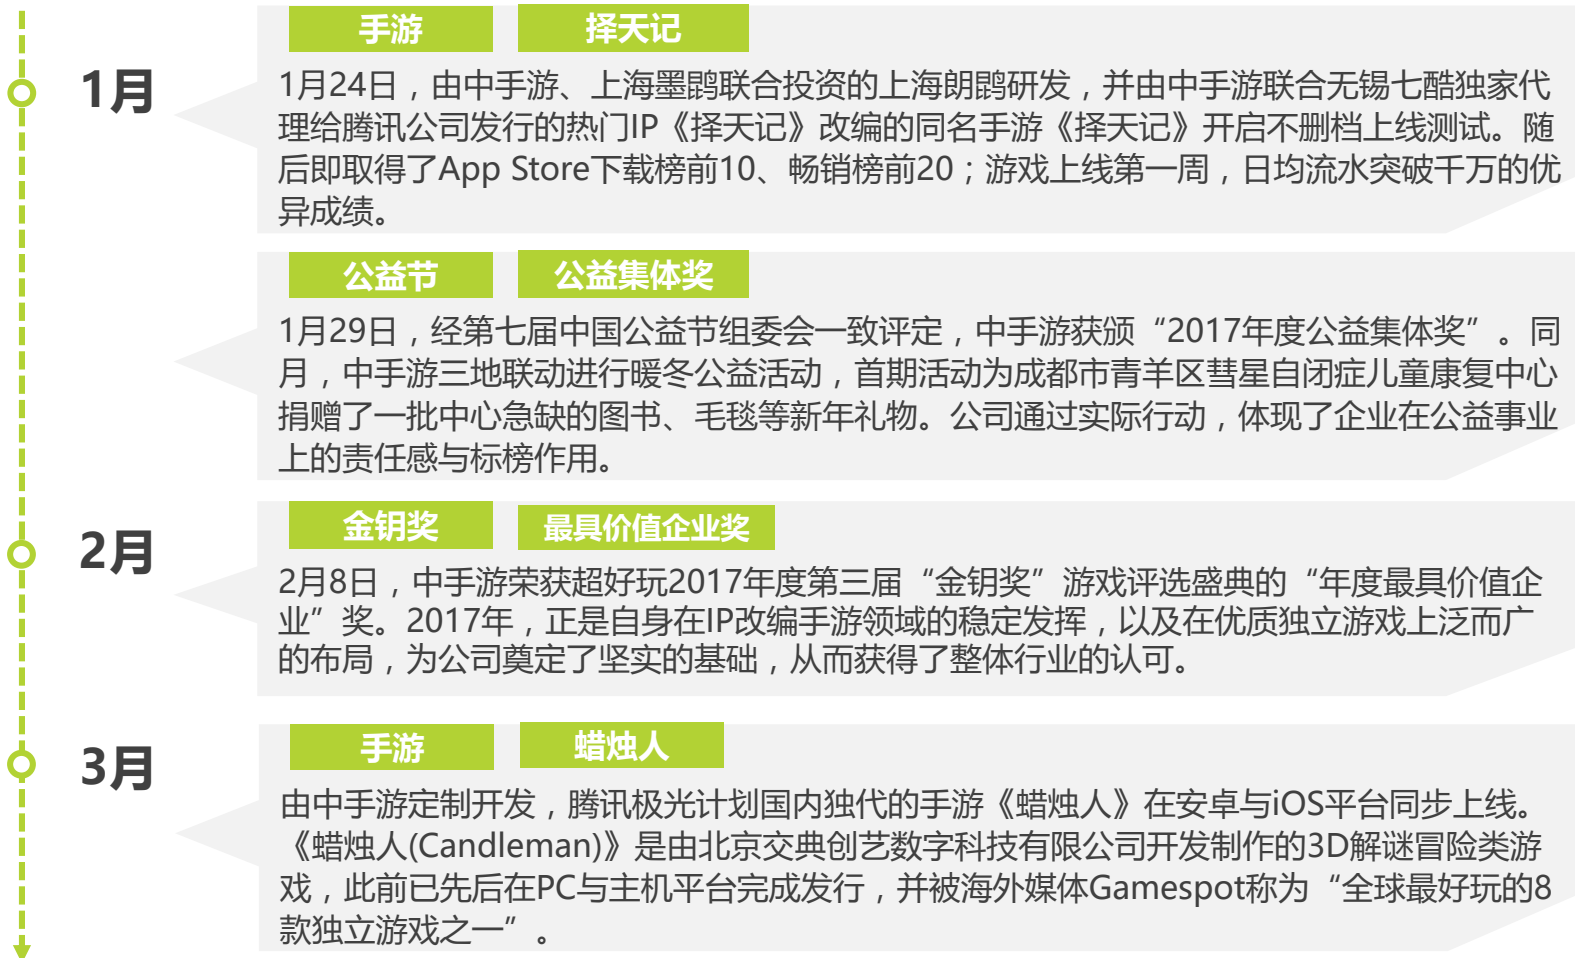 手游 择天记
1月
1月24日，由中手游、上海墨鹍联合投资的上海朗鹍研发，并由中手游联合无锡七酷独家代
理给腾讯公司发行的热门IP《择天记》改编的同名手游《择天记》开启不删档上线测试。随
后即取得了App Store下载榜前10、畅销榜前20；游戏上线第一周，日均流水突破千万的优
异成绩。
公益节 公益集体奖
1月29日，经第七届中国公益节组委会一致评定，中手游获颁“2017年度公益集体奖”。同
月，中手游三地联动进行暖冬公益活动，首期活动为成都市青羊区彗星自闭症儿童康复中心
捐赠了一批中心急缺的图书、毛毯等新年礼物。公司通过实际行动，体现了企业在公益事业
上的责任感与标榜作用。
金钥奖 最具价值企业奖
2月
2月8日，中手游荣获超好玩2017年度第三届“金钥奖”游戏评选盛典的“年度最具价值企
业”奖。2017年，正是自身在IP改编手游领域的稳定发挥，以及在优质独立游戏上泛而广
的布局，为公司奠定了坚实的基础，从而获得了整体行业的认可。
手游 蜡烛人
3月
由中手游定制开发，腾讯极光计划国内独代的手游《蜡烛人》在安卓与iOS平台同步上线。
《蜡烛人(Candleman)》是由北京交典创艺数字科技有限公司开发制作的3D解谜冒险类游
戏，此前已先后在PC与主机平台完成发行，并被海外媒体Gamespot称为“全球最好玩的8
款独立游戏之一”。